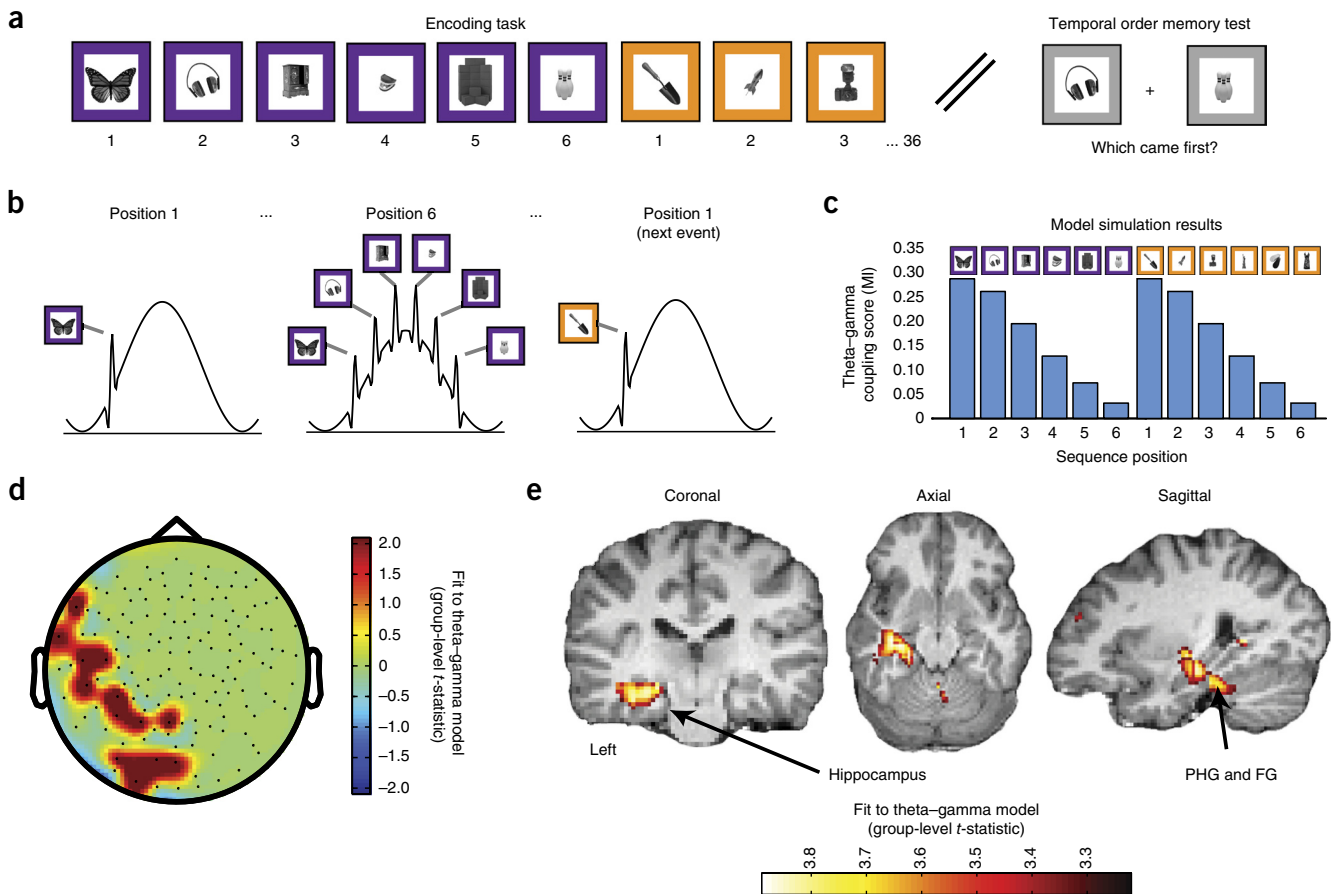 a
Encoding task
Temporal order memory test
1 2 3 4 5 6 1 2 3 ... 36
+
Which came first?
b
Position 1 ... Position 6 ... Position 1
(next event)
c
Model simulation results
Theta–gamma
coupling score (MI)
0.35
0.30
0.25
0.20
0.15
0.10
0.05
0
1 2 3 4 5 6 1 2 3 4 5 6
Sequence position
d
2.0
1.5
1.0
0.5
0
–0.5
–1.0
–1.5
–2.0
Fit to theta–gamma model
(group-level t-statistic)
e
Coronal Axial Sagittal
Left
Hippocampus
PHG and FG
Fit to theta–gamma model
(group-level t-statistic)
3.8 3.7 3.6 3.5 3.4 3.3